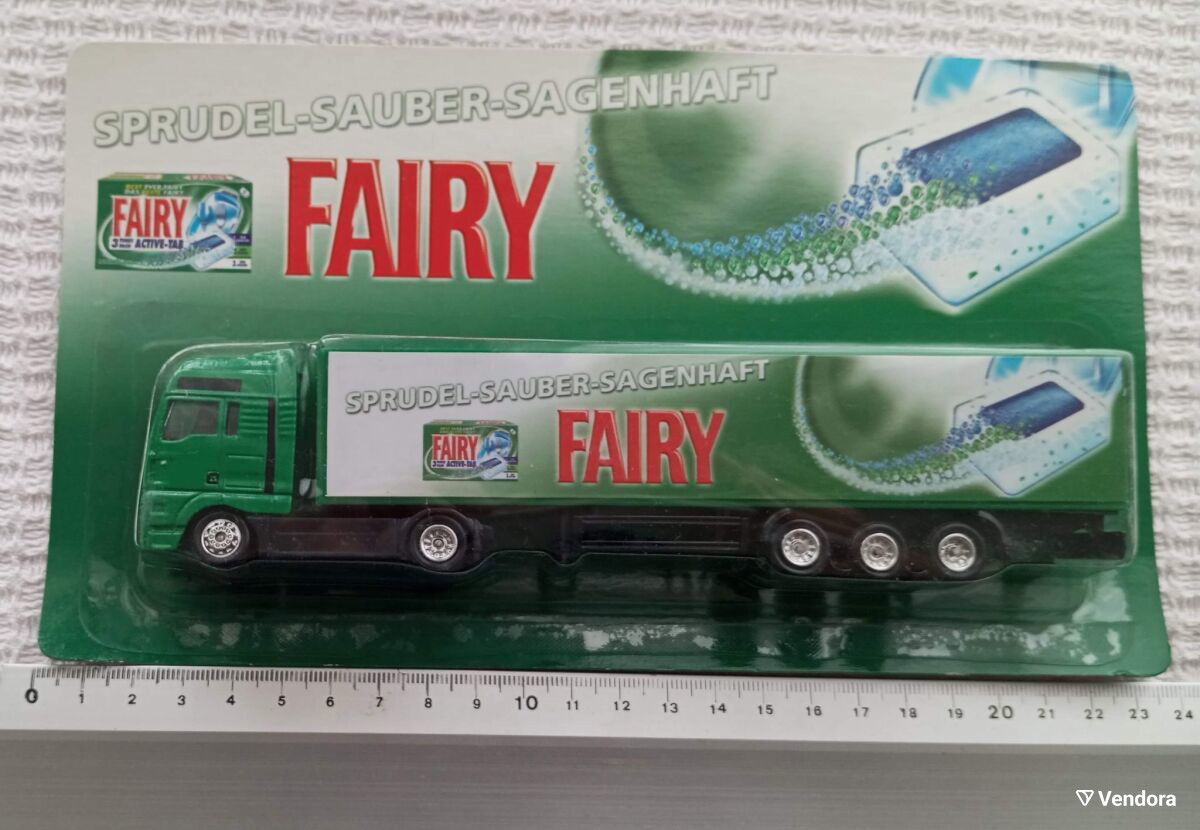 SPRUDEL-SAUBER-SAGENHAFT
FAIRY
FAIRY
3 ACTIVE-TAB
SPRUDEL-SAUBER-SAGENHAFT
FAIRY
FAIRY
ACTIVE-TAB
0 1 2 3 4 5 6 7 8 9 10 11 12 13 14 15 16 17 18 19 20 21 22 23 24
Vendora